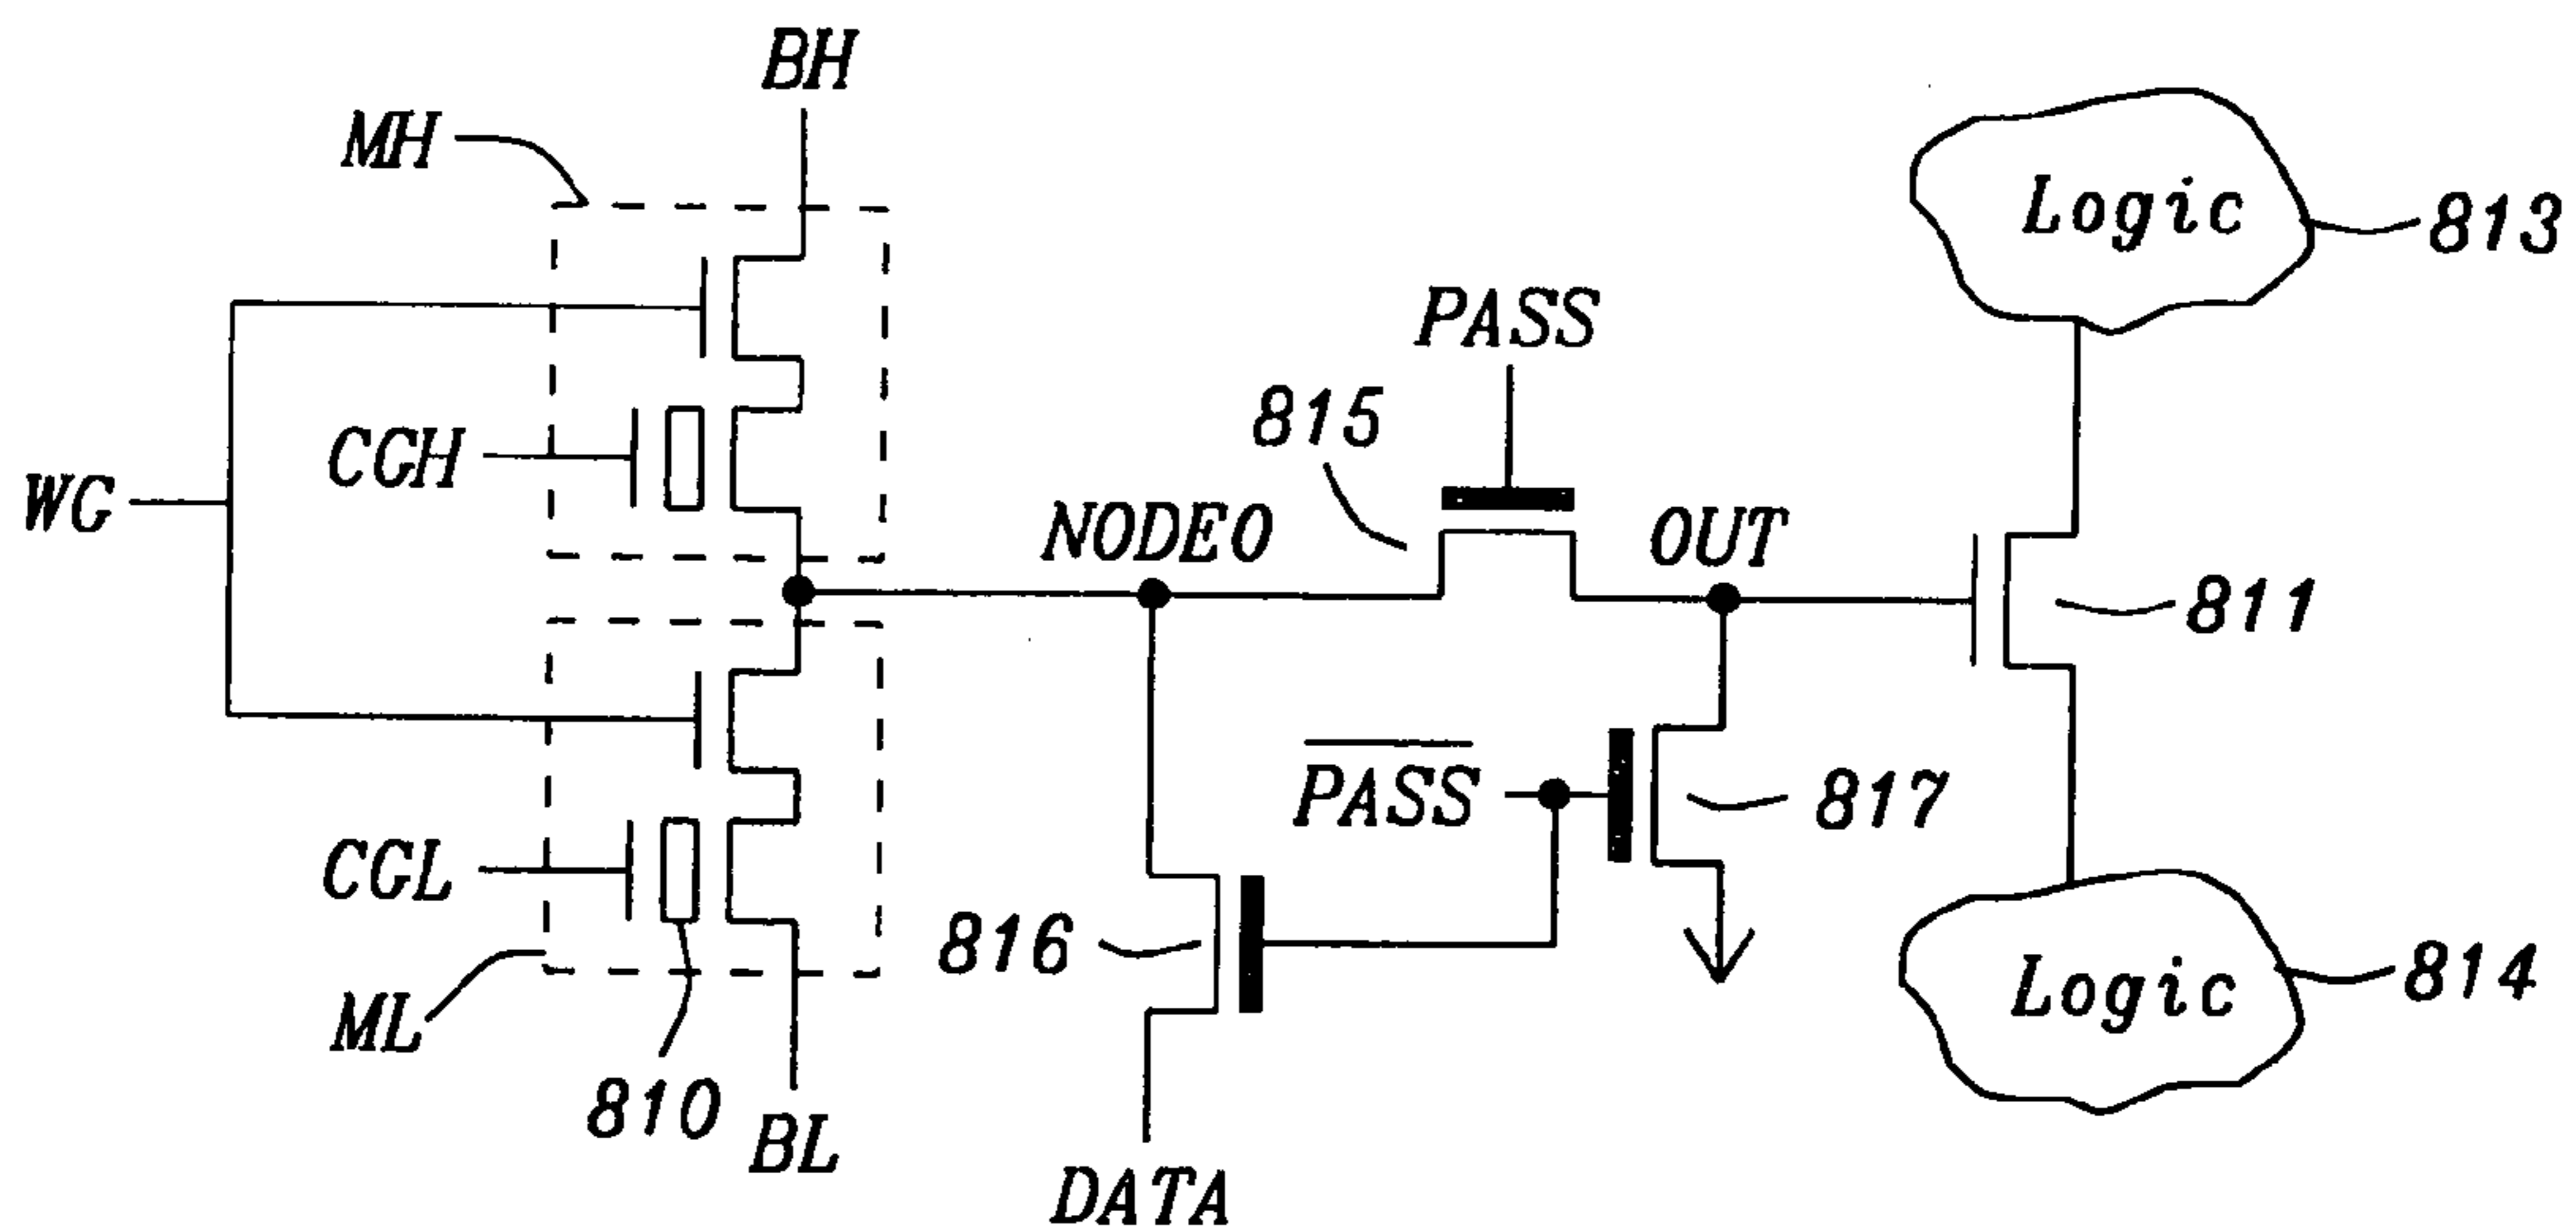 BH
MH
Logic
813
PASS
815
CGH
WG
NODE0
OUT
811
PASS
817
CGL
816
Logic
814
ML
810
BL
DATA